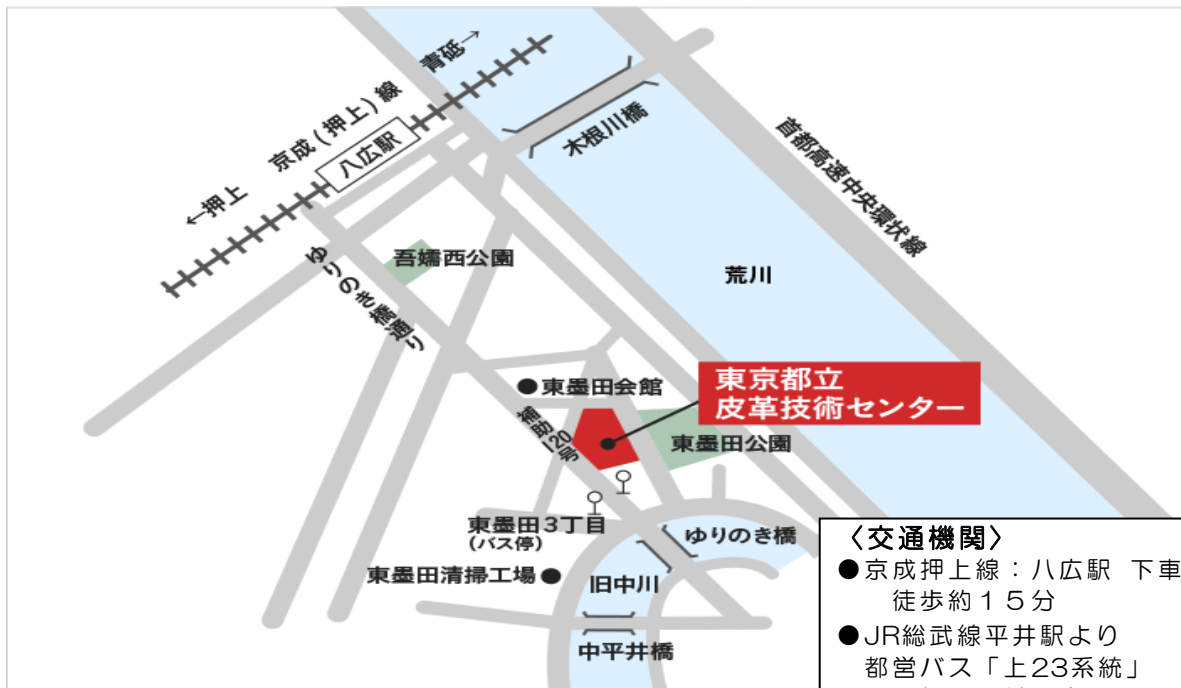 青砥→
京成(押上)線
八広駅
←押上
木根川橋
首都高速中央環状線
吾嬬西公園
荒川
ゆりのき橋通り
東京都立
皮革技術センター
●東墨田会館
補助120号
東墨田公園
東墨田3丁目
(バス停)
ゆりのき橋
東墨田清掃工場●
旧中川
中平井橋
〈交通機関〉
●京成押上線：八広駅 下車
徒歩約１５分
●JR総武線平井駅より
都営バス「上23系統」